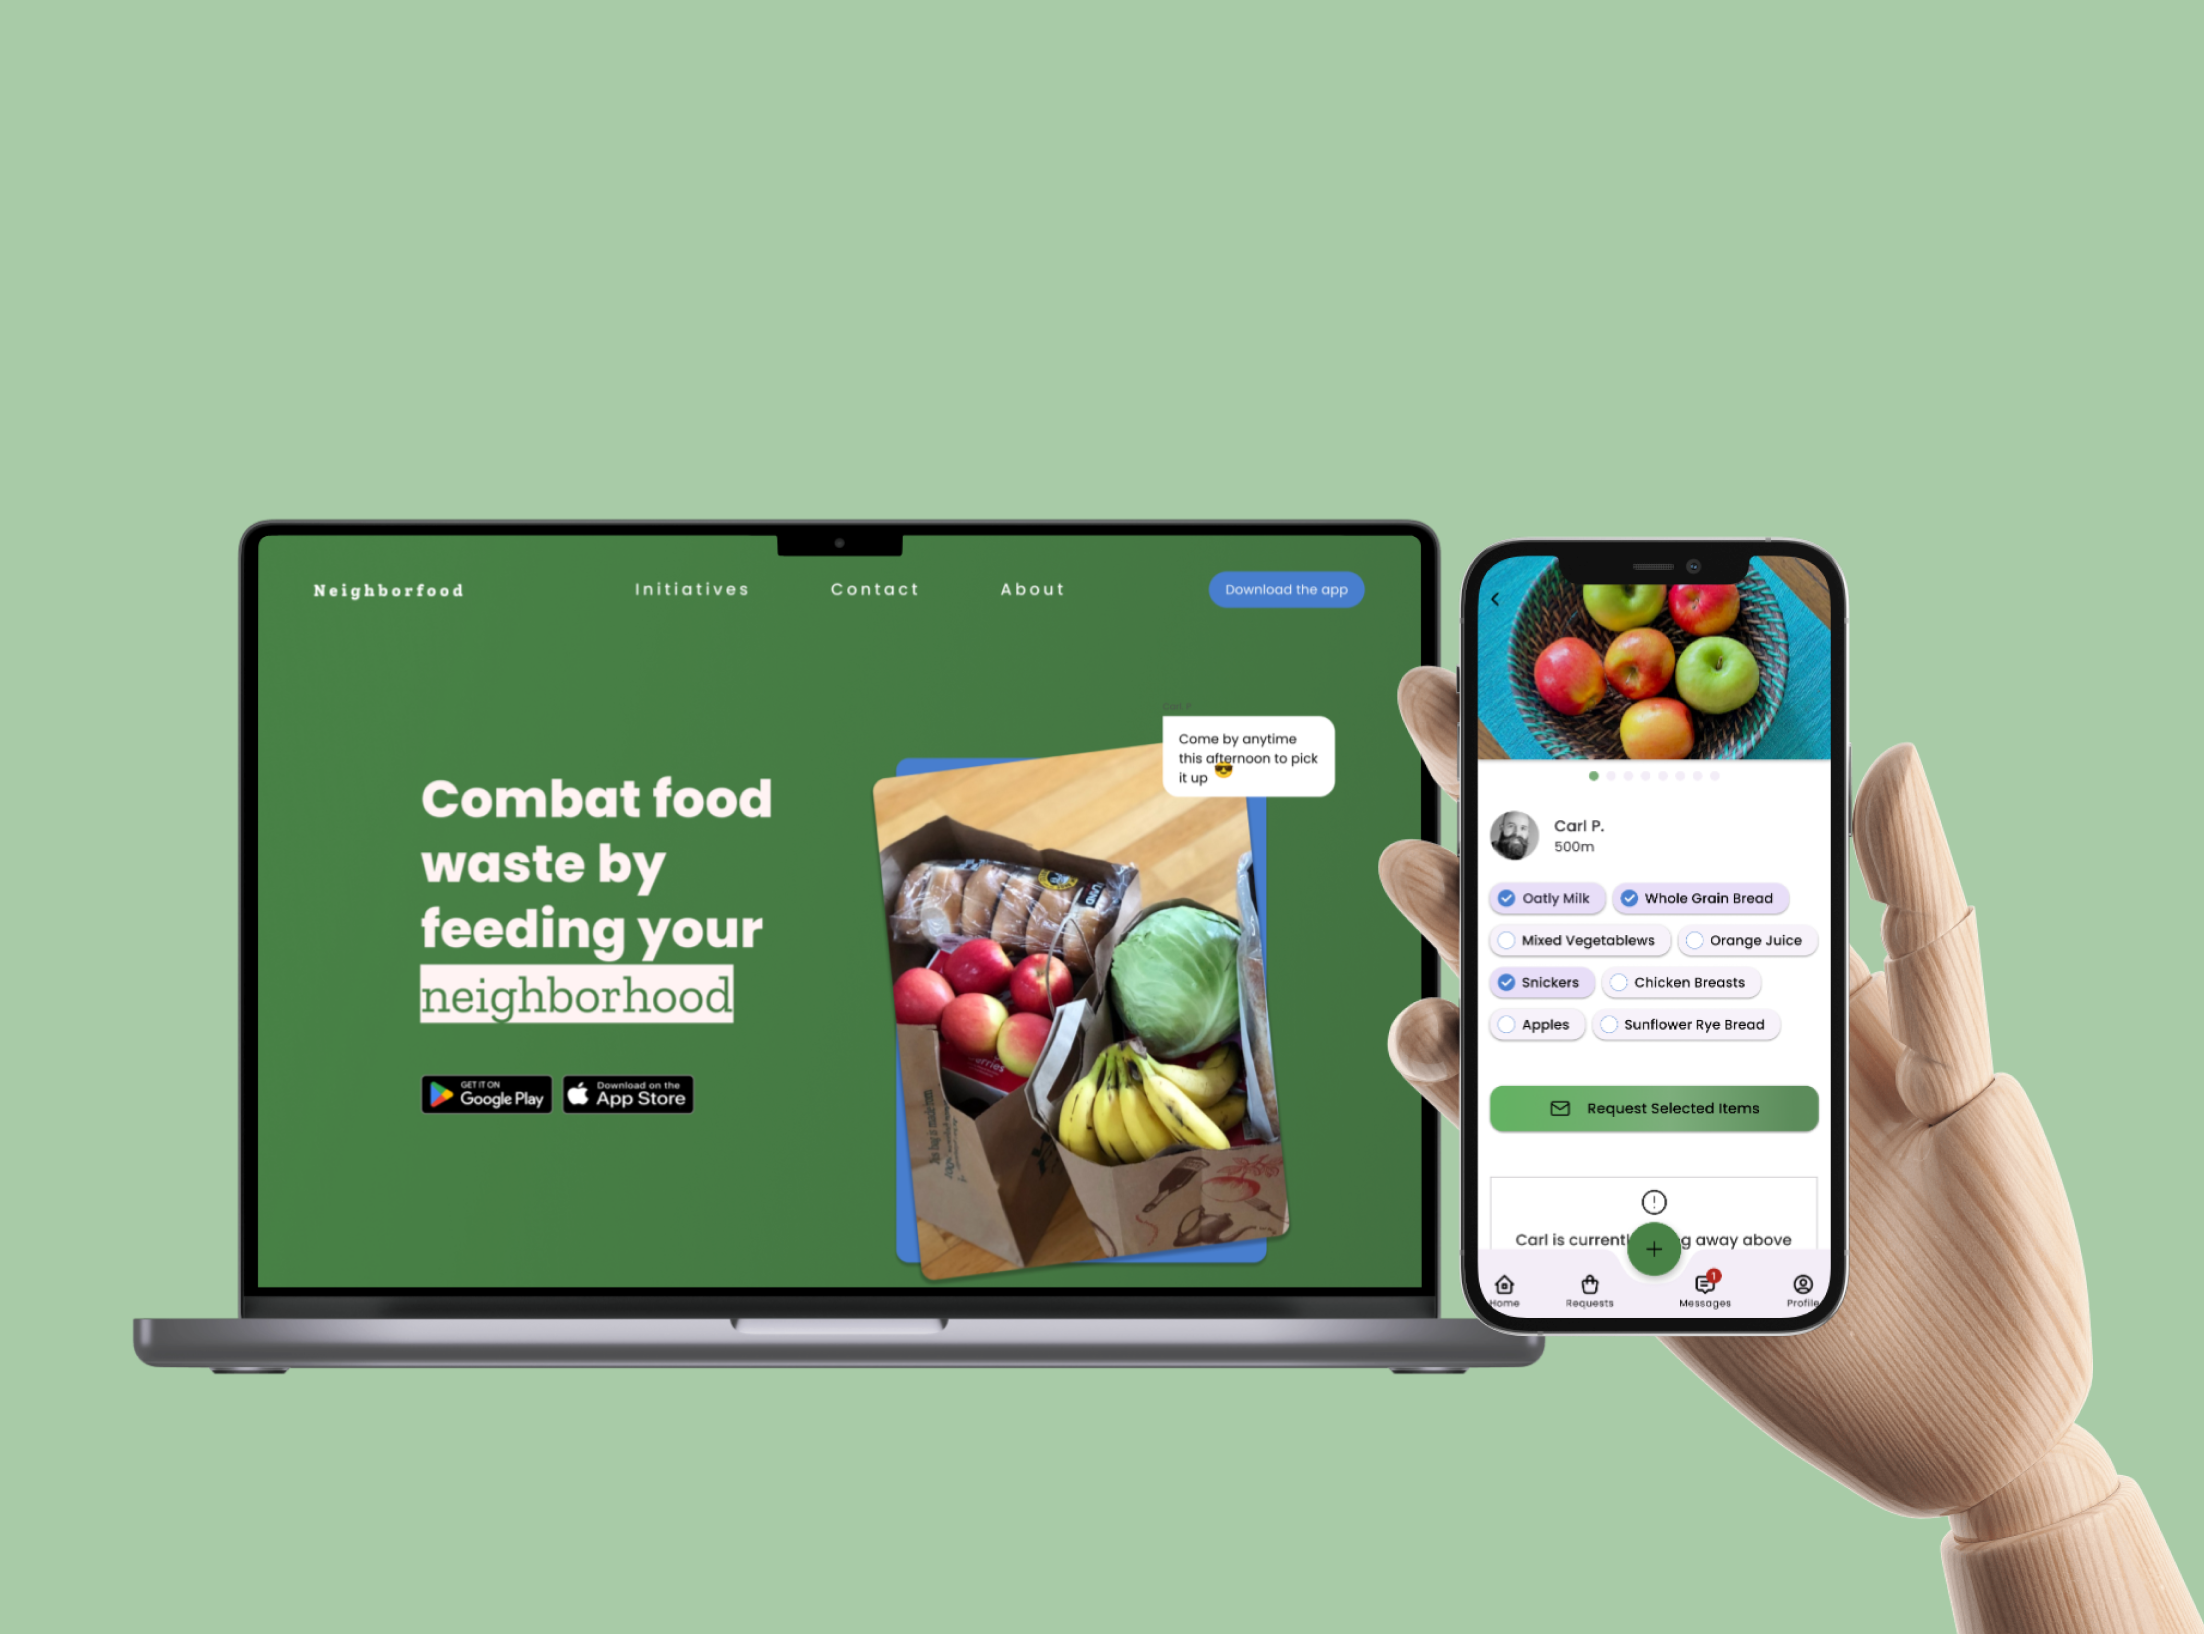 Neighborfood
Initiatives
Contact
About
Download the app
Combat food
waste by
feeding your
neighborhood
GET IT ON
Google Play
Download on the
App Store
Carl P
Come by anytime
this afternoon to pick
it up 😎
Carl P.
500m
Oatly Milk
Whole Grain Bread
Mixed Vegetablews
Orange Juice
Snickers
Chicken Breasts
Apples
Sunflower Rye Bread
Request Selected Items
Carl is
away above
Home
Requests
1
Messages
Profile